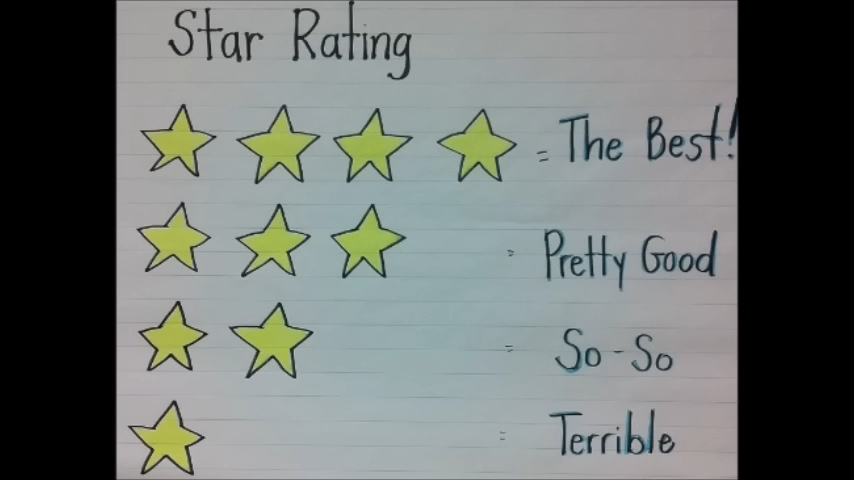 Star Rating
= The Best!
= Pretty Good
= So-So
= Terrible